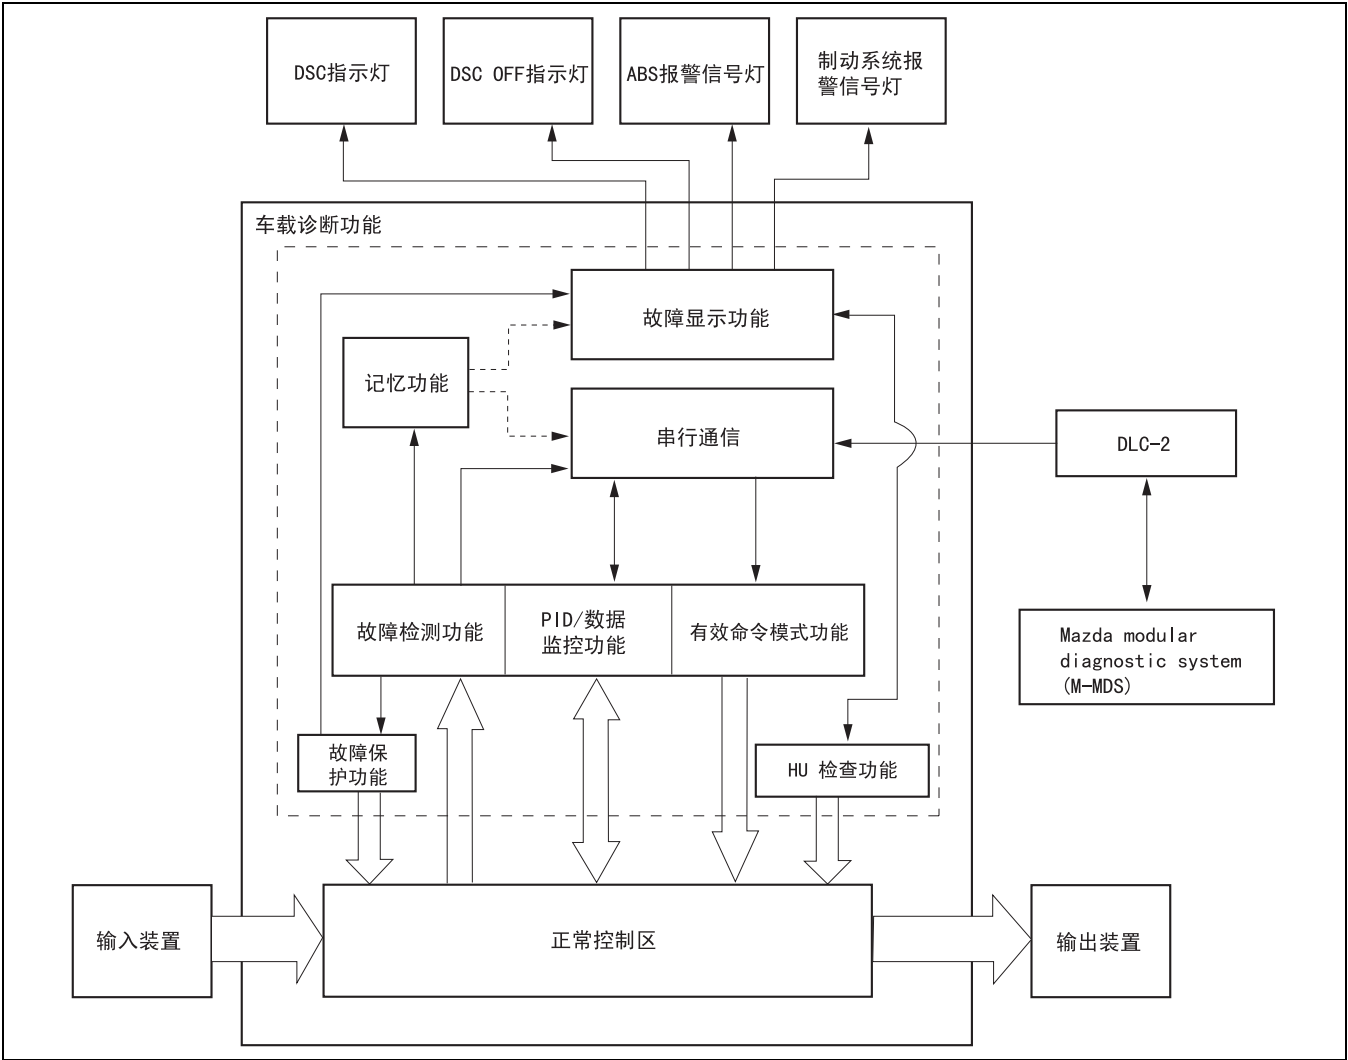 DSC指示灯
DSC OFF指示灯
ABS报警信号灯
制动系统报
警信号灯
车载诊断功能
故障显示功能
记忆功能
串行通信
DLC-2
故障检测功能
PID/数据
监控功能
有效命令模式功能
Mazda modular
diagnostic system
(M-MDS)
故障保
护功能
HU 检查功能
输入装置
正常控制区
输出装置